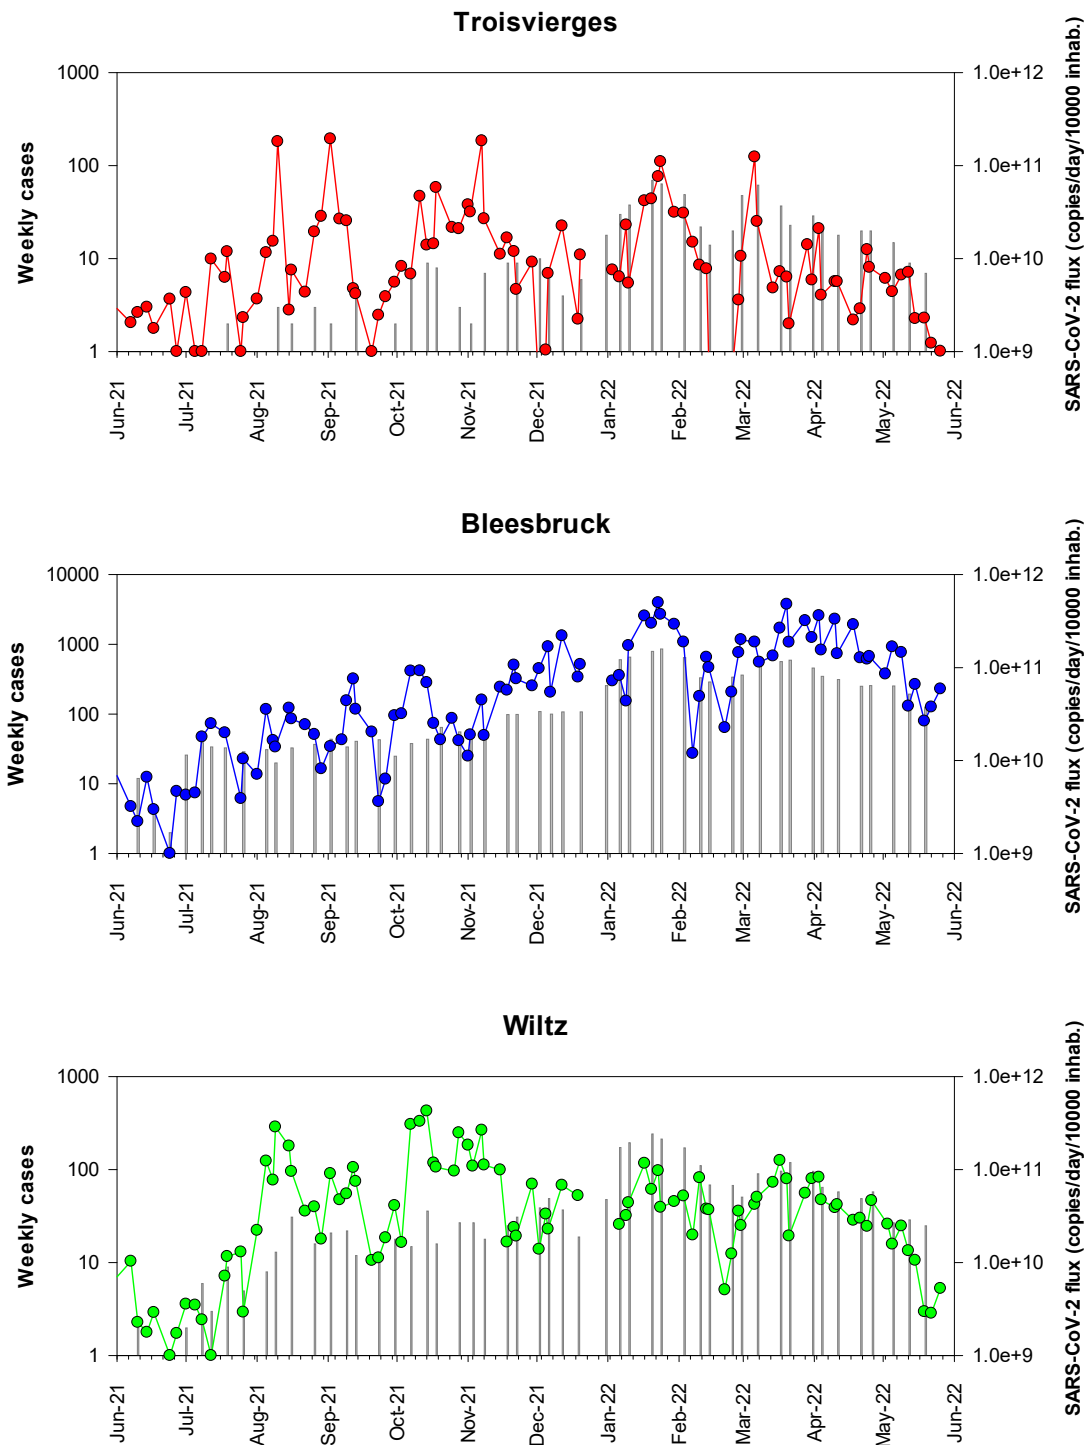 Troisvierges
Weekly cases
SARS-CoV-2 flux (copies/day/10000 inhab.)
1000
100
10
1
1.0e+12
1.0e+11
1.0e+10
1.0e+9
Jun-21
Jul-21
Aug-21
Sep-21
Oct-21
Nov-21
Dec-21
Jan-22
Feb-22
Mar-22
Apr-22
May-22
Jun-22
Bleesbruck
Weekly cases
SARS-CoV-2 flux (copies/day/10000 inhab.)
10000
1000
100
10
1
1.0e+12
1.0e+11
1.0e+10
1.0e+9
Jun-21
Jul-21
Aug-21
Sep-21
Oct-21
Nov-21
Dec-21
Jan-22
Feb-22
Mar-22
Apr-22
May-22
Jun-22
Wiltz
Weekly cases
SARS-CoV-2 flux (copies/day/10000 inhab.)
1000
100
10
1
1.0e+12
1.0e+11
1.0e+10
1.0e+9
Jun-21
Jul-21
Aug-21
Sep-21
Oct-21
Nov-21
Dec-21
Jan-22
Feb-22
Mar-22
Apr-22
May-22
Jun-22